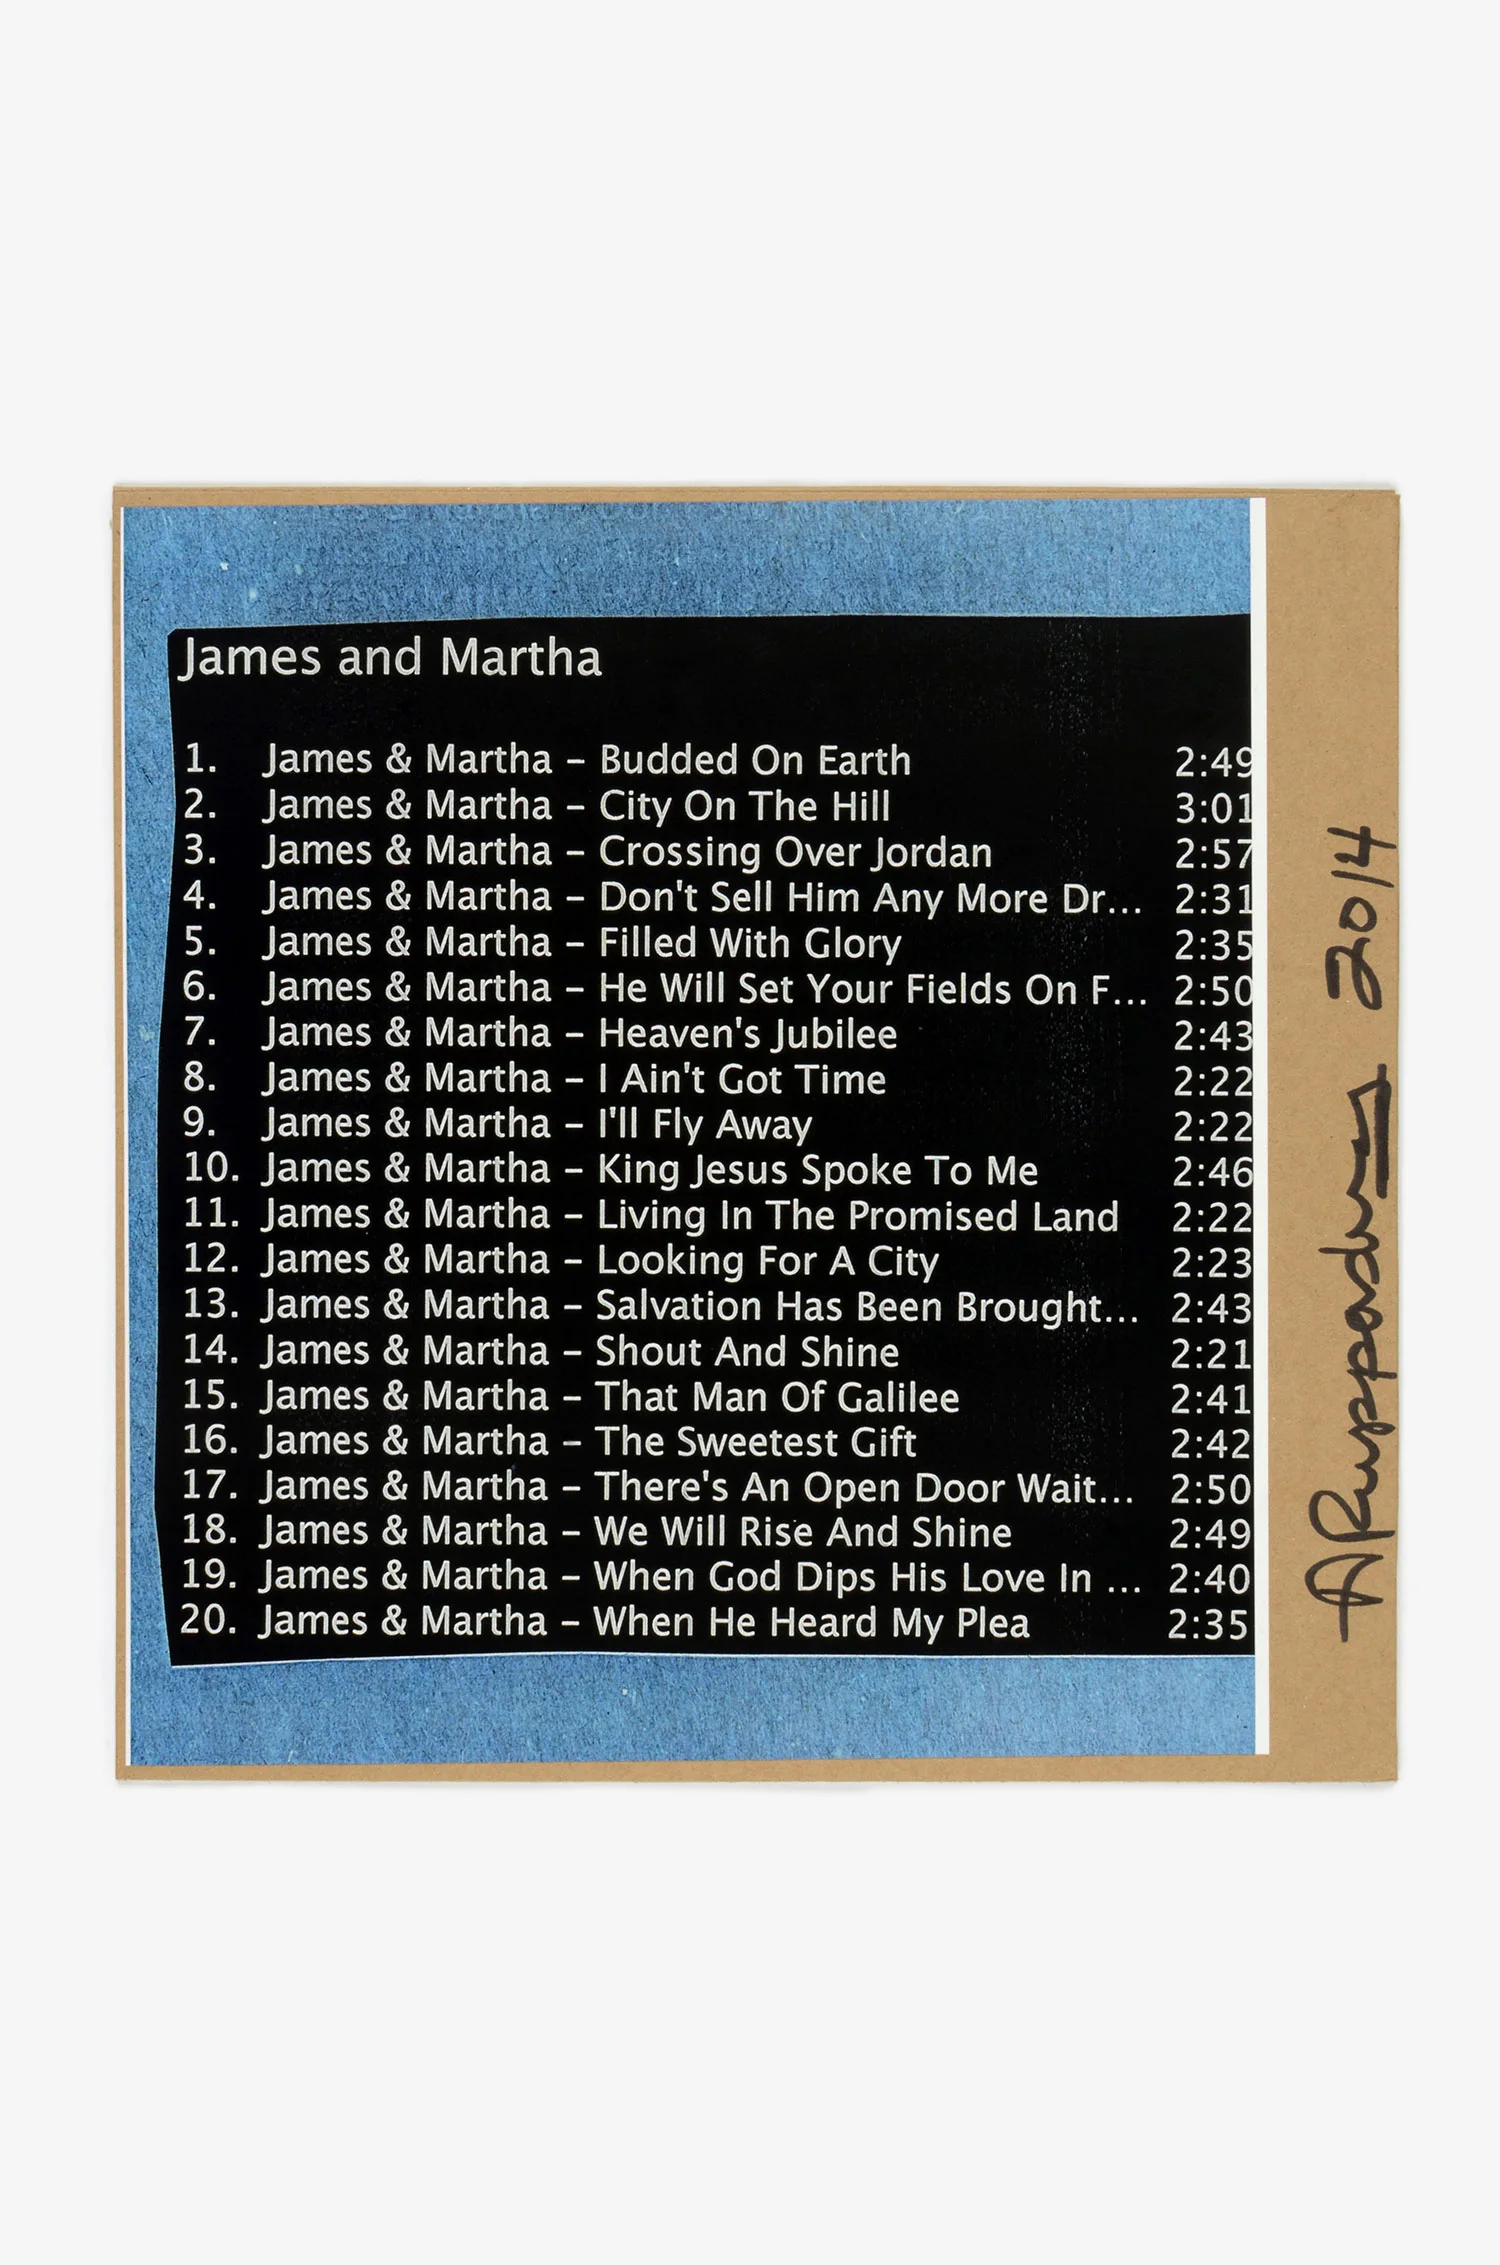 James and Martha
1. James & Martha – Budded On Earth 2:49
2. James & Martha – City On The Hill 3:01
3. James & Martha – Crossing Over Jordan 2:57
4. James & Martha – Don't Sell Him Any More Dr... 2:31
5. James & Martha – Filled With Glory 2:35
6. James & Martha – He Will Set Your Fields On F... 2:50
7. James & Martha – Heaven's Jubilee 2:43
8. James & Martha – I Ain't Got Time 2:22
9. James & Martha – I'll Fly Away 2:22
10. James & Martha – King Jesus Spoke To Me 2:46
11. James & Martha – Living In The Promised Land 2:22
12. James & Martha – Looking For A City 2:23
13. James & Martha – Salvation Has Been Brought... 2:43
14. James & Martha – Shout And Shine 2:21
15. James & Martha – That Man Of Galilee 2:41
16. James & Martha – The Sweetest Gift 2:42
17. James & Martha – There's An Open Door Wait... 2:50
18. James & Martha – We Will Rise And Shine 2:49
19. James & Martha – When God Dips His Love In ... 2:40
20. James & Martha – When He Heard My Plea 2:35
A Ruppersberg 2014